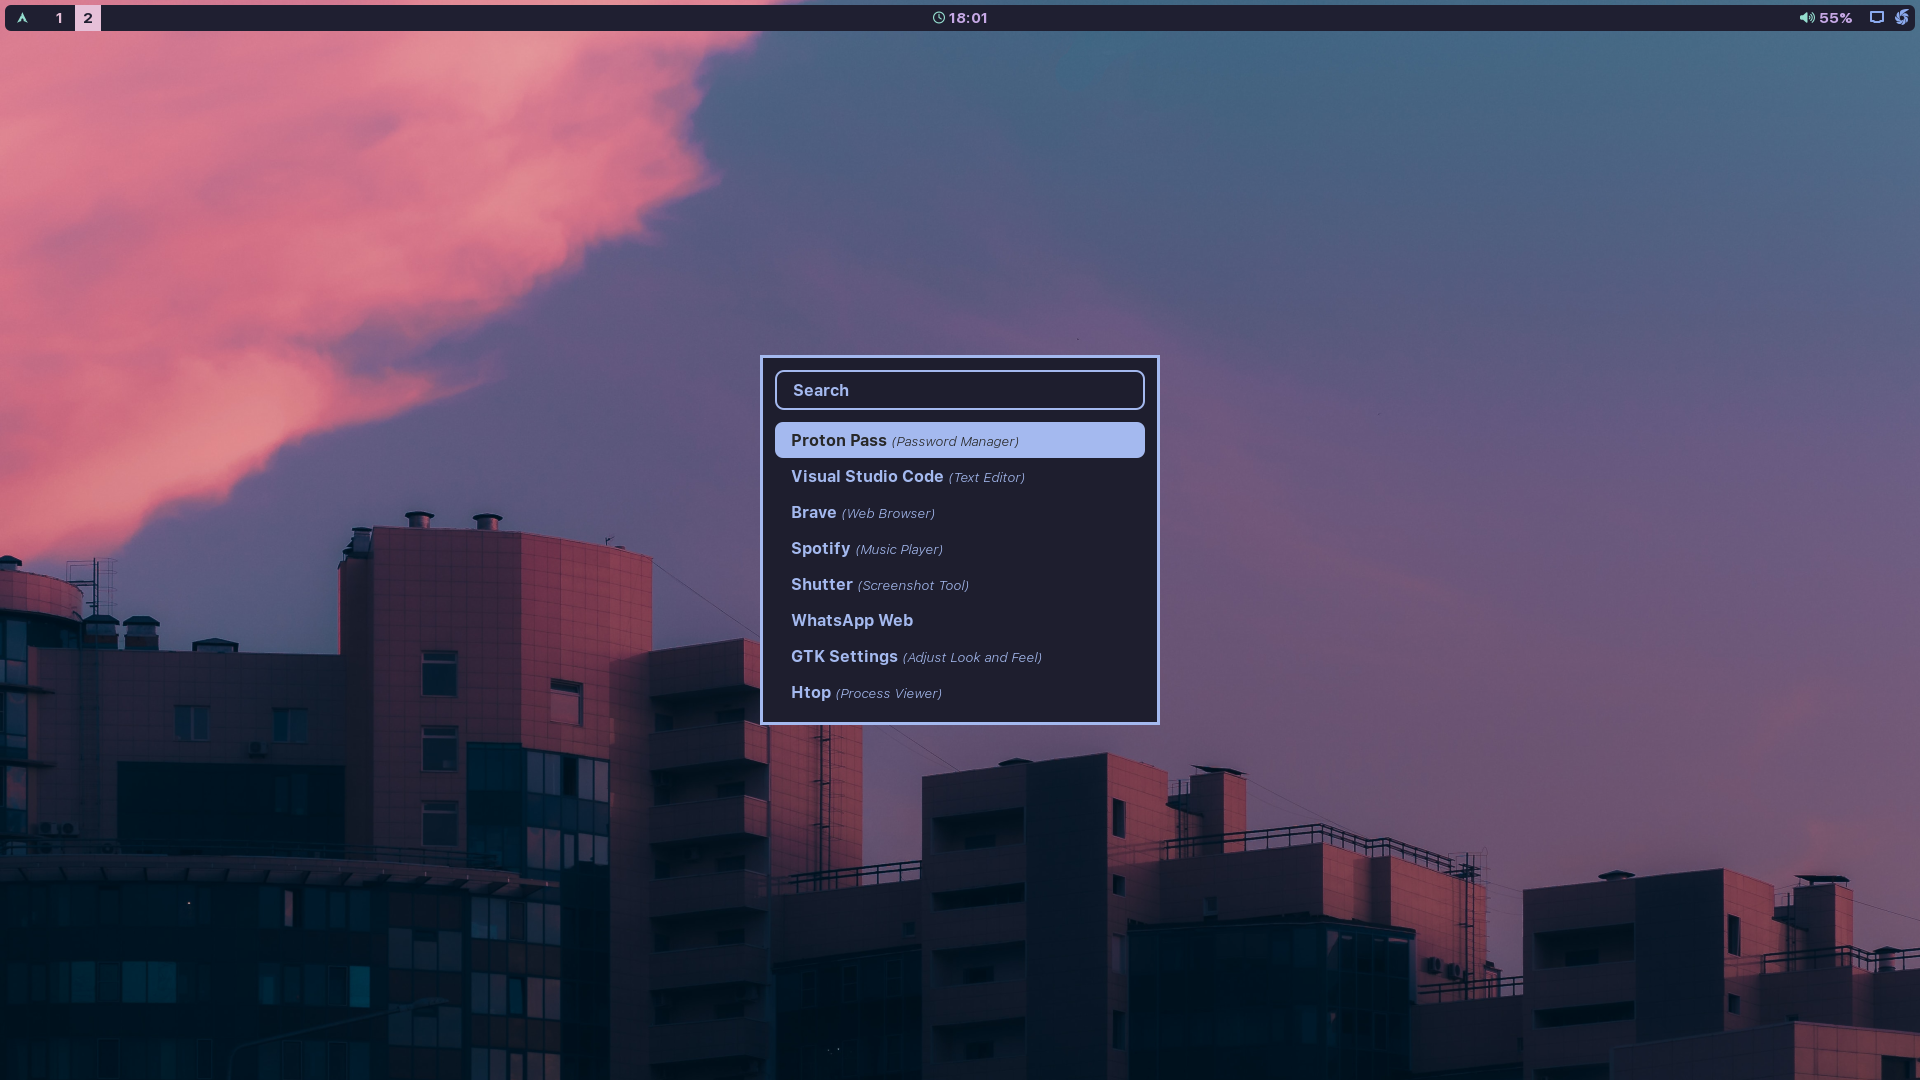 1 2
18:01
55%
Search
Proton Pass (Password Manager)
Visual Studio Code (Text Editor)
Brave (Web Browser)
Spotify (Music Player)
Shutter (Screenshot Tool)
WhatsApp Web
GTK Settings (Adjust Look and Feel)
Htop (Process Viewer)